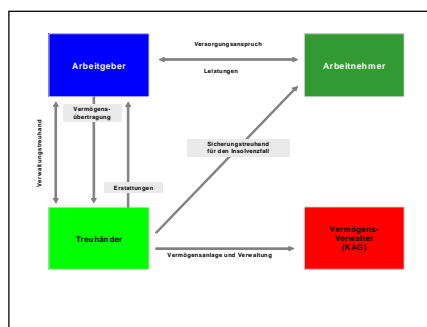 Versorgungsanspruch
Arbeitgeber
Arbeitnehmer
Leistungen
Vermögens-
übertragung
Verwaltungstreuhand
Sicherungstreuhand
für den Insolvenzfall
Erstattungen
Treuhänder
Vermögens-
Verwalter
(KAG)
Vermögensanlage und Verwaltung